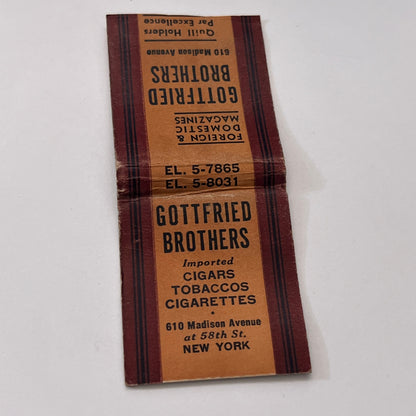 GOTTFRIED
BROTHERS
Imported
CIGARS
TOBACCOS
CIGARETTES
610 Madison Avenue
at 58th St.
NEW YORK
EL. 5-7865
EL. 5-8031
FOREIGN &
DOMESTIC
MAGAZINES
GOTTFRIED
BROTHERS
610 Madison Avenue
Quill Holders
Par Excellence